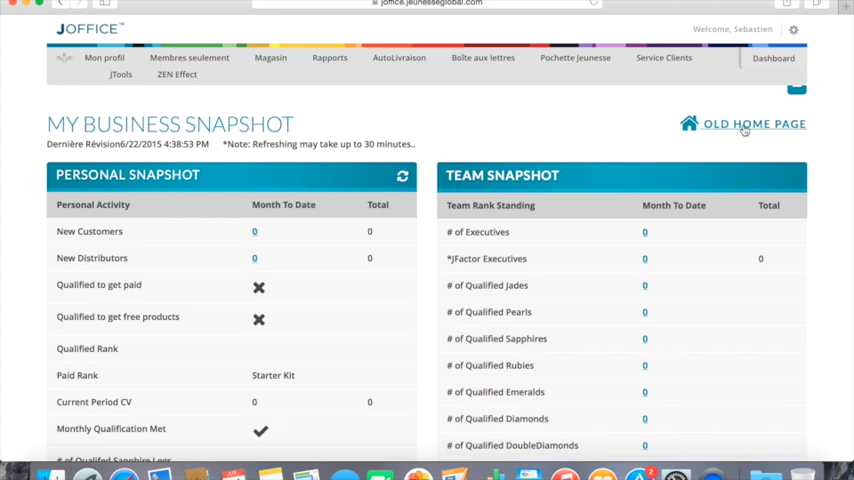 joffice.jeunesseglobal.com
JOFFICE™
Welcome, Sebastien
Mon profil Membres seulement Magasin Rapports AutoLivraison Boîte aux lettres Pochette Jeunesse Service Clients Dashboard
JTools ZEN Effect
MY BUSINESS SNAPSHOT
OLD HOME PAGE
Dernière Révision6/22/2015 4:38:53 PM *Note: Refreshing may take up to 30 minutes..
PERSONAL SNAPSHOT
Personal Activity Month To Date Total
New Customers 0 0
New Distributors 0 0
Qualified to get paid
Qualified to get free products
Qualified Rank
Paid Rank Starter Kit
Current Period CV 0 0
Monthly Qualification Met
# of Qualifed Sapphire Legs
TEAM SNAPSHOT
Team Rank Standing Month To Date Total
# of Executives 0
*JFactor Executives 0 0
# of Qualified Jades 0
# of Qualified Pearls 0
# of Qualified Sapphires 0
# of Qualified Rubies 0
# of Qualified Emeralds 0
# of Qualified Diamonds 0
# of Qualified DoubleDiamonds 0
2